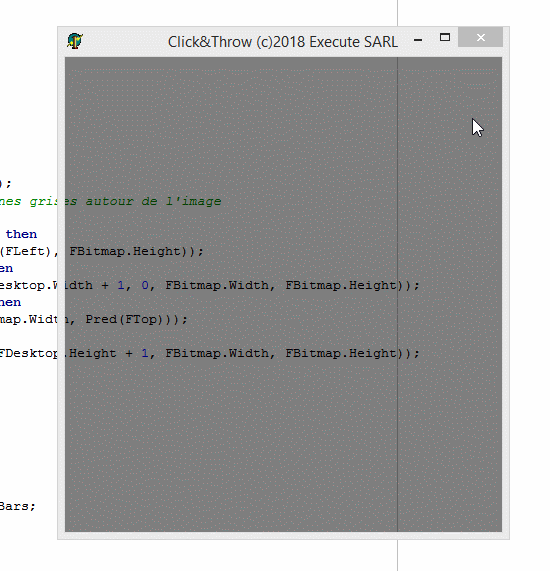 Click&Throw (c)2018 Execute SARL
);
nes grises autour de l'image
then
(FLeft), FBitmap.Height));
en
esktop.Width + 1, 0, FBitmap.Width, FBitmap.Height));
hen
map.Width, Pred(FTop)));
FDesktop.Height + 1, FBitmap.Width, FBitmap.Height));
Bars;